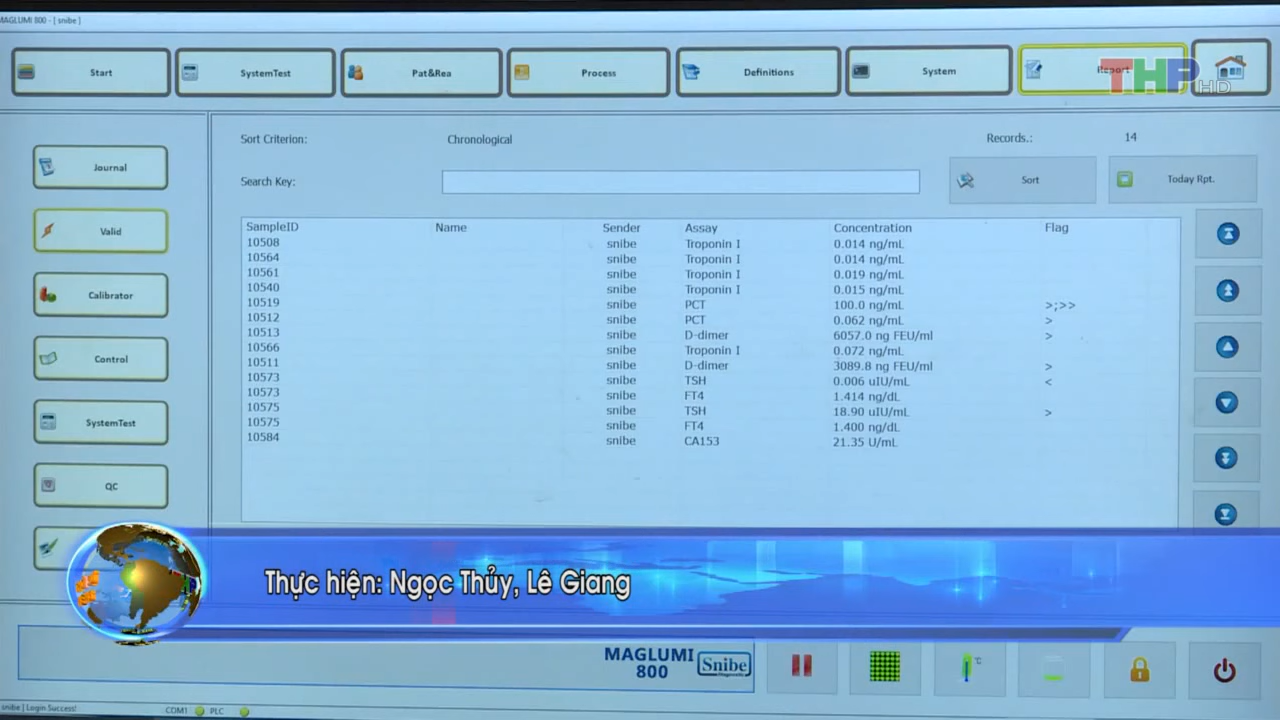 MAGLUMI 800 - [ snibe ]
Start SystemTest Pat&Rea Process Definitions System Report
THP HD
Journal
Valid
Calibrator
Control
SystemTest
QC
Sort Criterion: Chronological Records.: 14
Search Key: Sort Today Rpt.
SampleID Name Sender Assay Concentration Flag
10508 snibe Troponin I 0.014 ng/mL
10564 snibe Troponin I 0.014 ng/mL
10561 snibe Troponin I 0.019 ng/mL
10540 snibe Troponin I 0.015 ng/mL
10519 snibe PCT 100.0 ng/mL >;>>
10512 snibe PCT 0.062 ng/mL >
10513 snibe D-dimer 6057.0 ng FEU/ml >
10566 snibe Troponin I 0.072 ng/mL
10511 snibe D-dimer 3089.8 ng FEU/ml >
10573 snibe TSH 0.006 uIU/mL <
10573 snibe FT4 1.414 ng/dL
10575 snibe TSH 18.90 uIU/mL >
10575 snibe FT4 1.400 ng/dL
10584 snibe CA153 21.35 U/mL
Thực hiện: Ngọc Thủy, Lê Giang
MAGLUMI
800
Snibe
°C
snibe ] Login Success! COM1 PLC